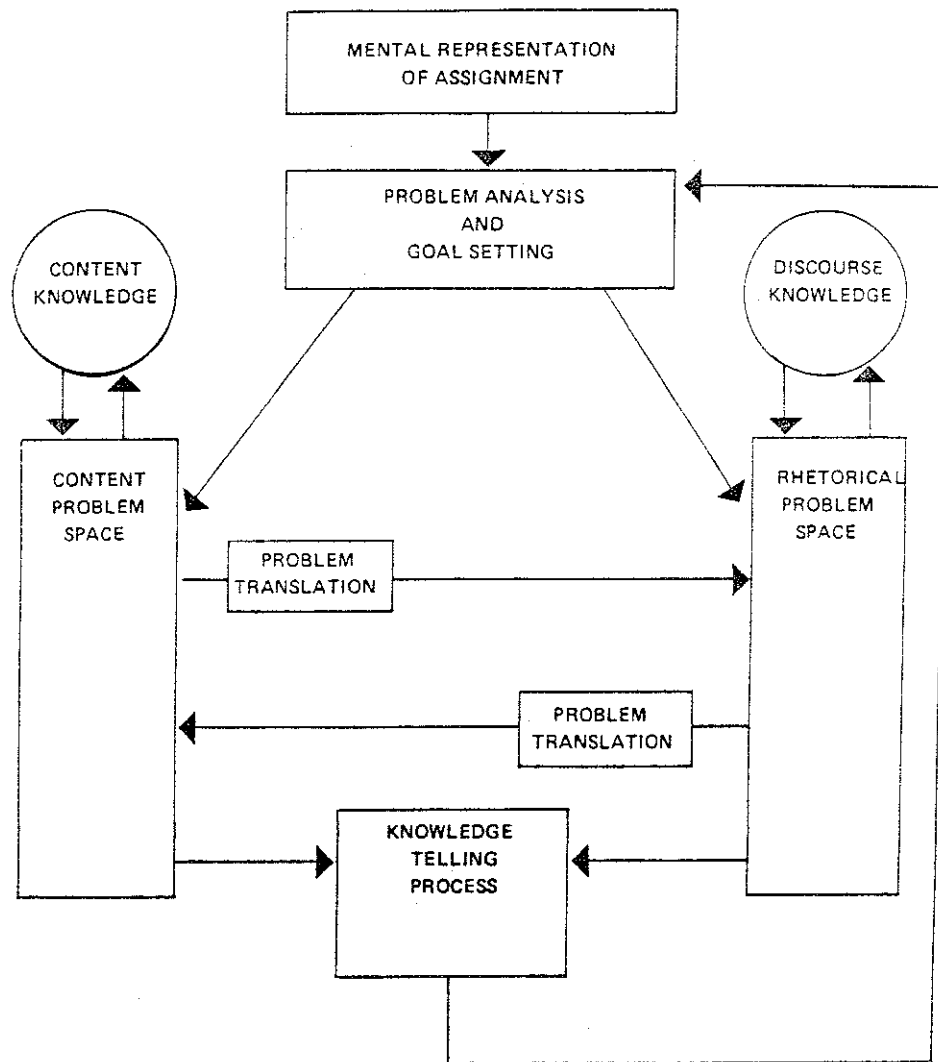 MENTAL REPRESENTATION
OF ASSIGNMENT
PROBLEM ANALYSIS
AND
GOAL SETTING
CONTENT
KNOWLEDGE
DISCOURSE
KNOWLEDGE
CONTENT
PROBLEM
SPACE
RHETORICAL
PROBLEM
SPACE
PROBLEM
TRANSLATION
PROBLEM
TRANSLATION
KNOWLEDGE
TELLING
PROCESS